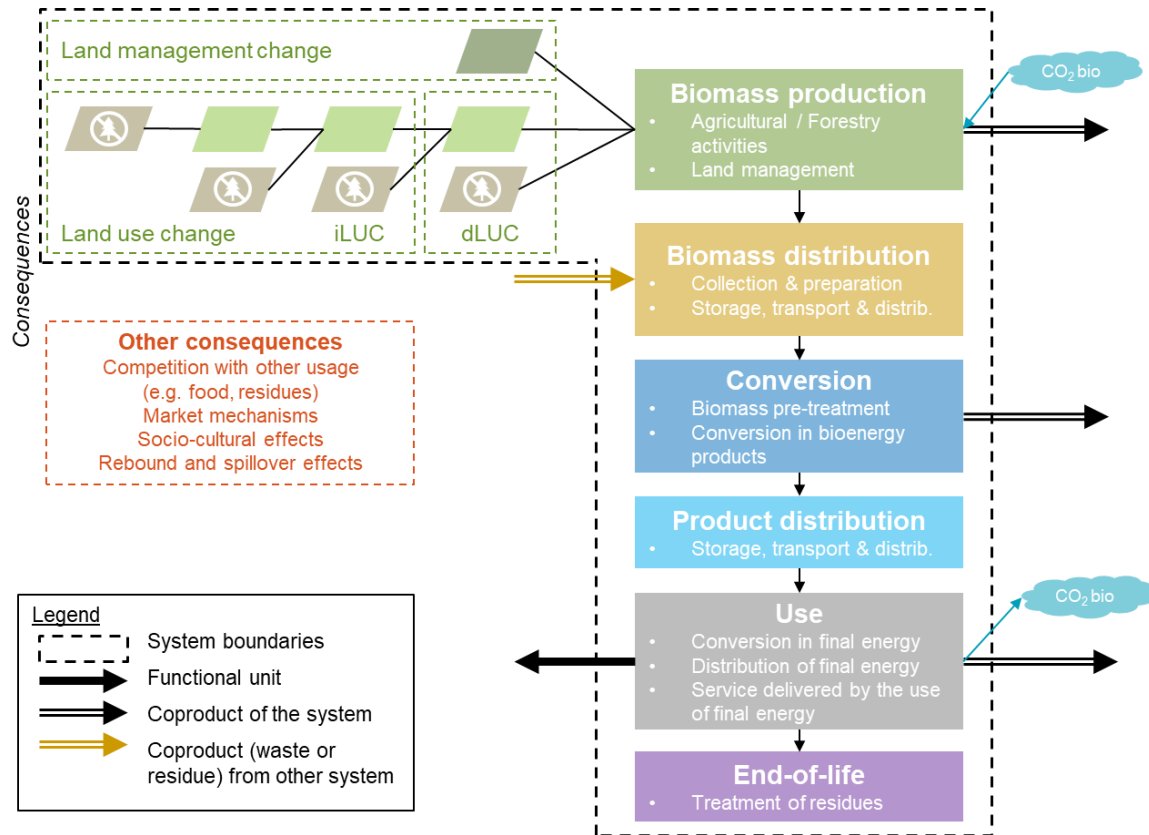 Consequences
Land management change
Land use change
iLUC
dLUC
Other consequences
Competition with other usage
(e.g. food, residues)
Market mechanisms
Socio-cultural effects
Rebound and spillover effects
Biomass production
• Agricultural / Forestry
activities
• Land management
CO2 bio
Biomass distribution
• Collection & preparation
• Storage, transport & distrib.
Conversion
• Biomass pre-treatment
• Conversion in bioenergy
products
Product distribution
• Storage, transport & distrib.
Use
• Conversion in final energy
• Distribution of final energy
• Service delivered by the use
of final energy
CO2 bio
End-of-life
• Treatment of residues
Legend
System boundaries
Functional unit
Coproduct of the system
Coproduct (waste or
residue) from other system